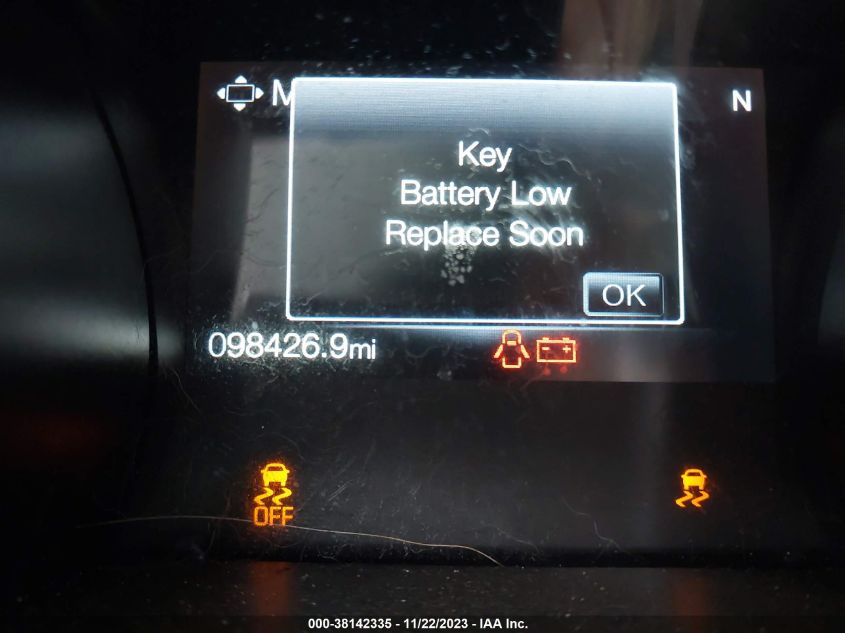 M
N
Key
Battery Low
Replace Soon
OK
098426.9mi
OFF
000-38142335 - 11/22/2023 - IAA Inc.